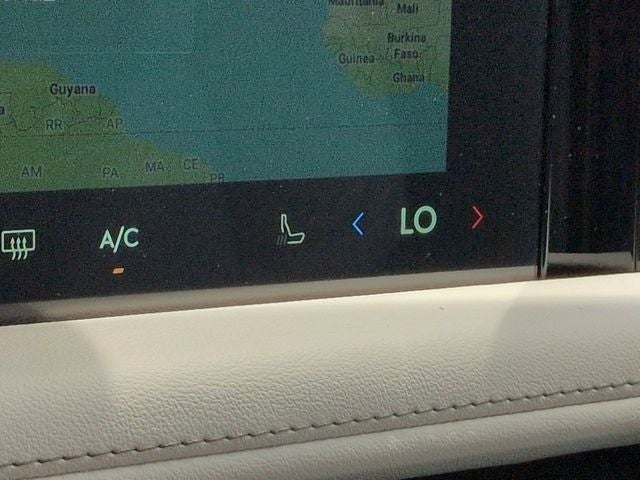 Mauritania
Mali
Burkina
Faso
Guinea
Ghana
Guyana
RR AP
AM PA MA CE
PB
A/C LO